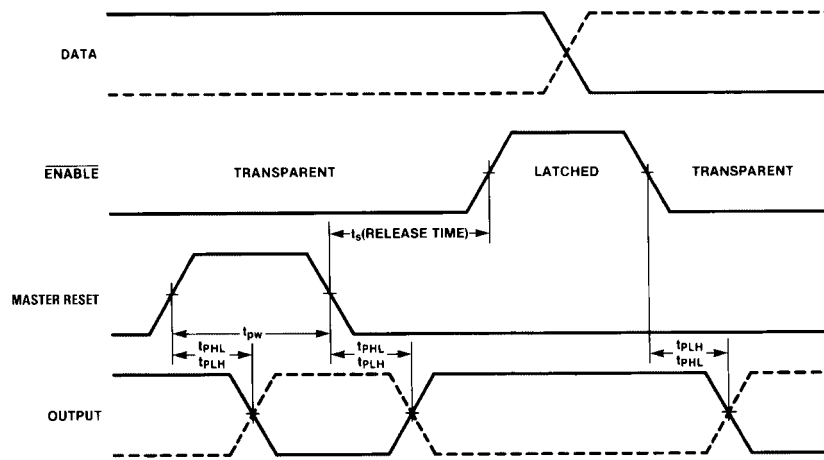 DATA
ENABLE
TRANSPARENT
LATCHED
TRANSPARENT
ts(RELEASE TIME)
MASTER RESET
tpw
tPHL
tPLH
tPHL
tPLH
tPLH
tPHL
OUTPUT